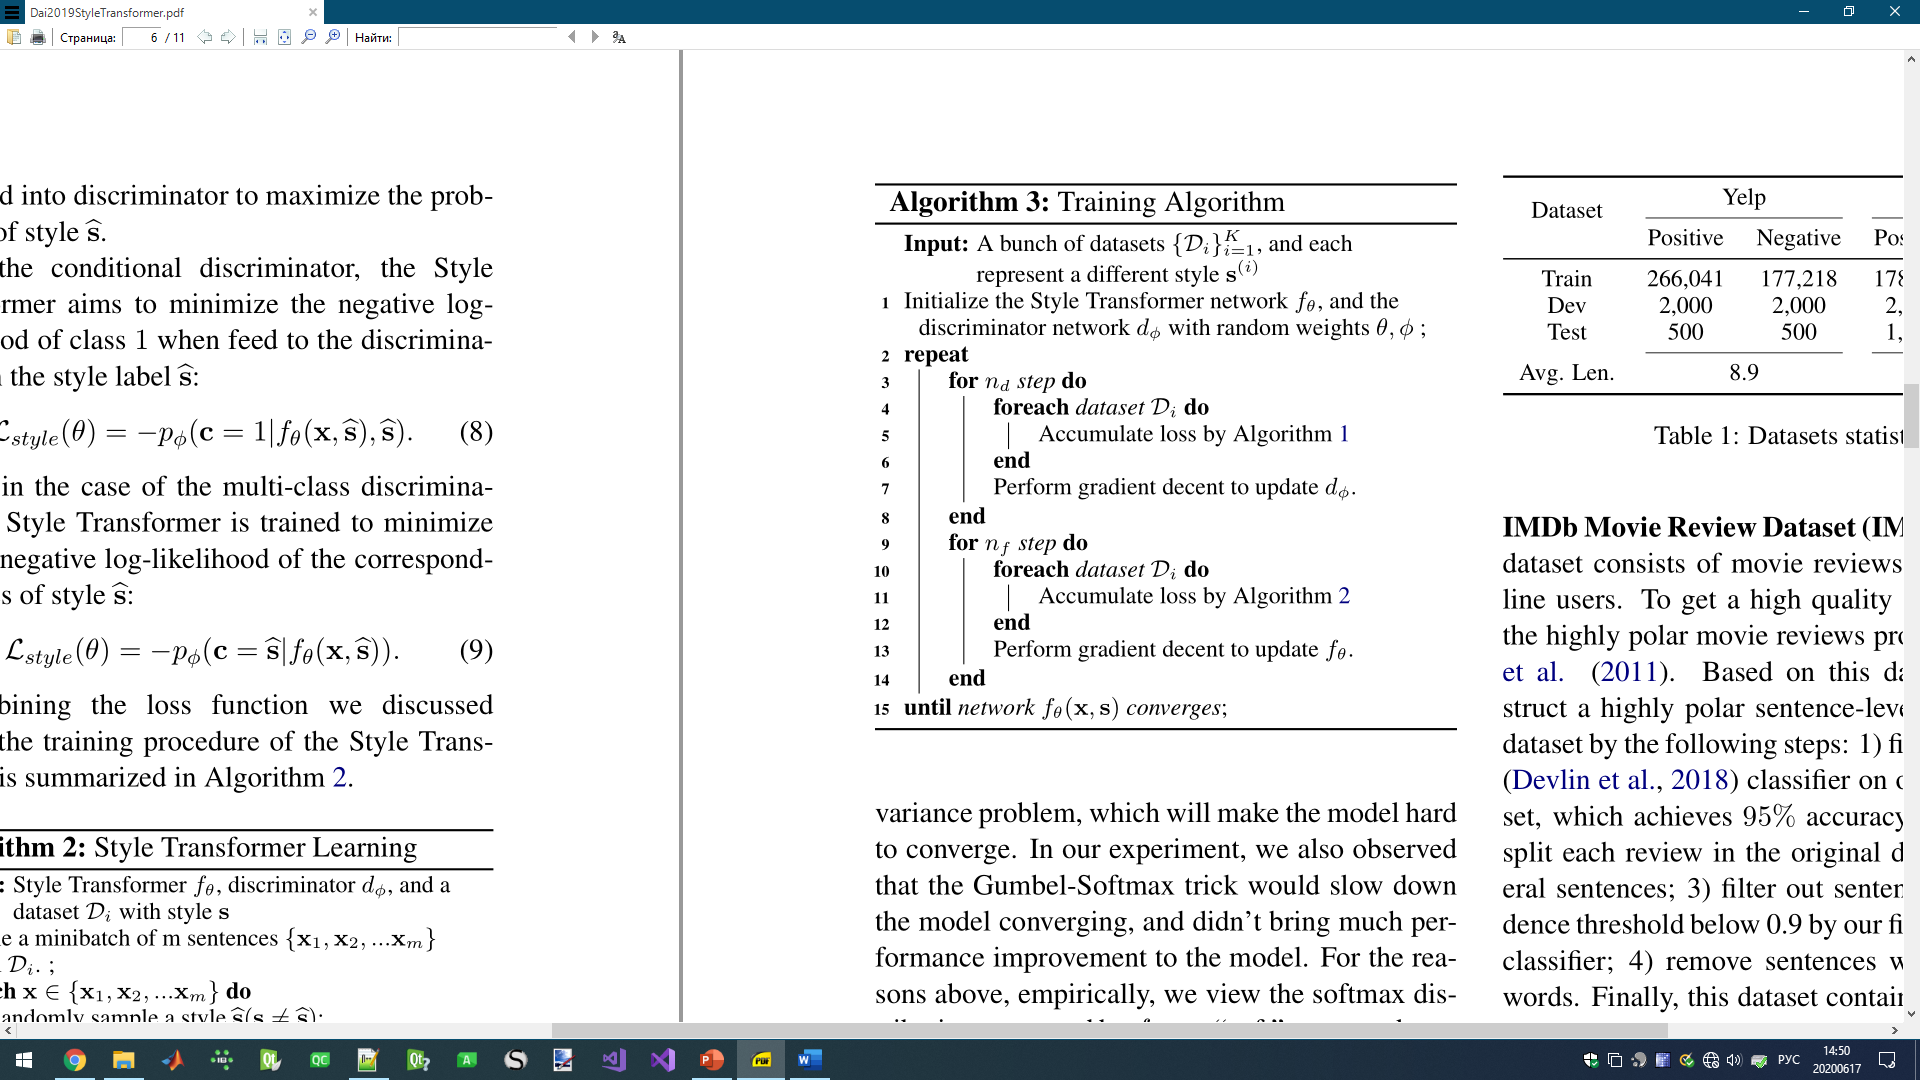 Dai2019StyleTransformer.pdf
Страница: 6 / 11 Найти:
d into discriminator to maximize the prob-
of style ŝ.
the conditional discriminator, the Style
rmer aims to minimize the negative log-
od of class 1 when feed to the discrimina-
n the style label ŝ:
ℒstyle(θ) = −pϕ(c = 1|fθ(x, ŝ), ŝ). (8)
in the case of the multi-class discrimina-
Style Transformer is trained to minimize
negative log-likelihood of the correspond-
s of style ŝ:
ℒstyle(θ) = −pϕ(c = ŝ|fθ(x, ŝ)). (9)
bining the loss function we discussed
the training procedure of the Style Trans-
is summarized in Algorithm 2.
ithm 2: Style Transformer Learning
: Style Transformer fθ, discriminator dϕ, and a
dataset 𝒟i with style s
e a minibatch of m sentences {x1, x2, ...xm}
𝒟i. ;
ch x ∈ {x1, x2, ...xm} do
andomly sample a style ŝ(s ≠ ŝ);
Algorithm 3: Training Algorithm
Input: A bunch of datasets {𝒟i}ᴷi=1, and each
represent a different style s(i)
1 Initialize the Style Transformer network fθ, and the
discriminator network dϕ with random weights θ, ϕ ;
2 repeat
3 for nd step do
4 foreach dataset 𝒟i do
5 Accumulate loss by Algorithm 1
6 end
7 Perform gradient decent to update dϕ.
8 end
9 for nf step do
10 foreach dataset 𝒟i do
11 Accumulate loss by Algorithm 2
12 end
13 Perform gradient decent to update fθ.
14 end
15 until network fθ(x, s) converges;
variance problem, which will make the model hard
to converge. In our experiment, we also observed
that the Gumbel-Softmax trick would slow down
the model converging, and didn't bring much per-
formance improvement to the model. For the rea-
sons above, empirically, we view the softmax dis-
Dataset Yelp
Positive Negative Pos
Train 266,041 177,218 178
Dev 2,000 2,000 2,
Test 500 500 1,
Avg. Len. 8.9
Table 1: Datasets statist
IMDb Movie Review Dataset (IM
dataset consists of movie reviews
line users. To get a high quality
the highly polar movie reviews pro
et al. (2011). Based on this da
struct a highly polar sentence-leve
dataset by the following steps: 1) fi
(Devlin et al., 2018) classifier on o
set, which achieves 95% accuracy
split each review in the original d
eral sentences; 3) filter out senten
dence threshold below 0.9 by our fi
classifier; 4) remove sentences w
words. Finally, this dataset contain
РУС
14:50
20200617